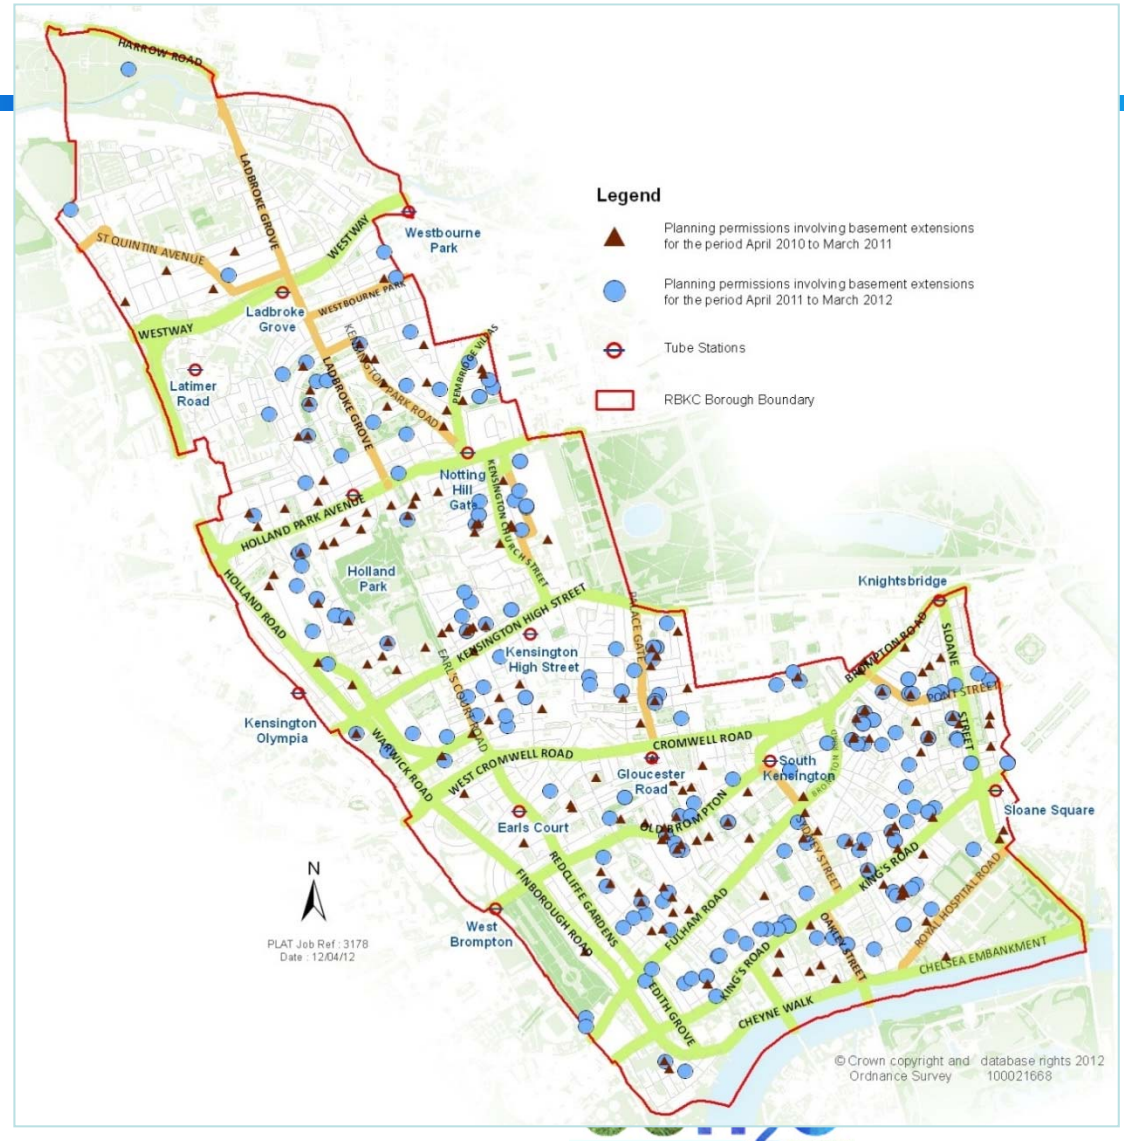 HARROW ROAD
LADBROKE GROVE
Legend
Planning permissions involving basement extensions
for the period April 2010 to March 2011
Planning permissions involving basement extensions
for the period April 2011 to March 2012
Tube Stations
RBKC Borough Boundary
WESTWAY
Westbourne
Park
ST QUINTIN AVENUE
WESTBOURNE PARK
Ladbroke
Grove
WESTWAY
KENSINGTON PARK ROAD
PEMBRIDGE VILLAS
Latimer
Road
LADBROKE GROVE
Notting
Hill
Gate
KENSINGTON CHURCH STREET
HOLLAND PARK AVENUE
Holland
Park
HOLLAND ROAD
Knightsbridge
KENSINGTON HIGH STREET
PALACE GATE
BROMPTON ROAD
SLOANE
STREET
Kensington
High Street
EARL'S COURT ROAD
PONT STREET
Kensington
Olympia
WARWICK ROAD
CROMWELL ROAD
WEST CROMWELL ROAD
South
Kensington
Gloucester
Road
BROMPTON ROAD
OLD BROMPTON
Sloane Square
Earls Court
SYDNEY STREET
REDCLIFFE GARDENS
KING'S ROAD
FINBOROUGH ROAD
FULHAM ROAD
ROYAL HOSPITAL ROAD
N
West
Brompton
OAKLEY STREET
PLAT Job Ref : 3178
Date : 12/04/12
KING'S ROAD
CHELSEA EMBANKMENT
EDITH GROVE
CHEYNE WALK
© Crown copyright and database rights 2012
Ordnance Survey 100021668